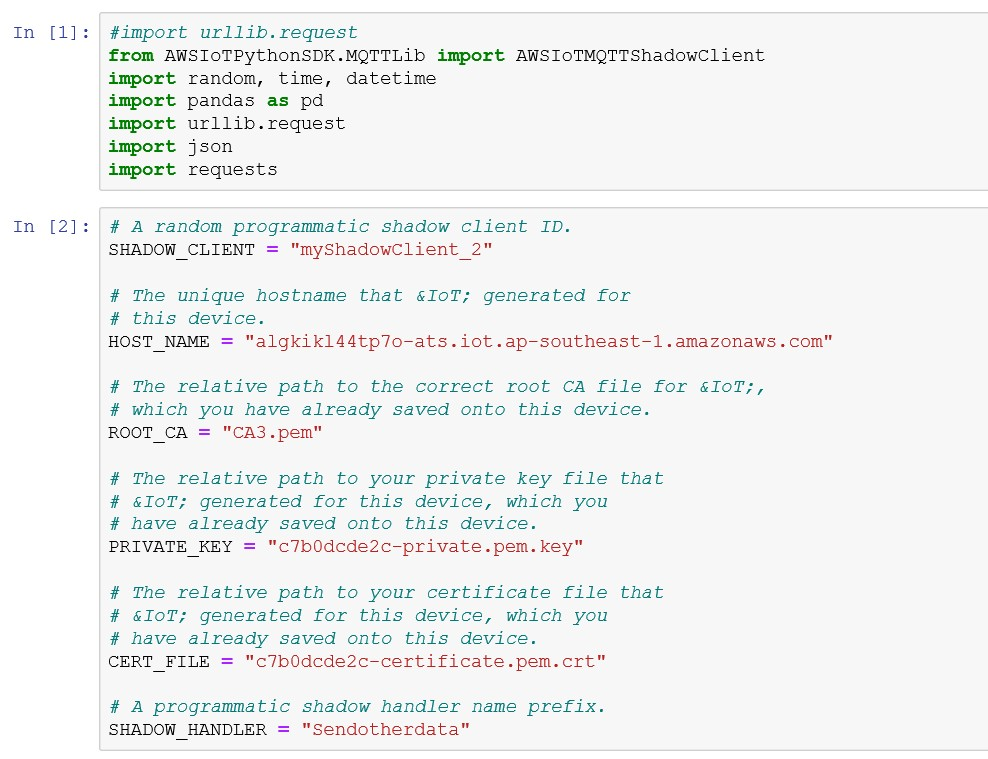 In [1]: #import urllib.request
from AWSIoTPythonSDK.MQTTLib import AWSIoTMQTTShadowClient
import random, time, datetime
import pandas as pd
import urllib.request
import json
import requests
In [2]: # A random programmatic shadow client ID.
SHADOW_CLIENT = "myShadowClient_2"
# The unique hostname that &IoT; generated for
# this device.
HOST_NAME = "algkikl44tp7o-ats.iot.ap-southeast-1.amazonaws.com"
# The relative path to the correct root CA file for &IoT;,
# which you have already saved onto this device.
ROOT_CA = "CA3.pem"
# The relative path to your private key file that
# &IoT; generated for this device, which you
# have already saved onto this device.
PRIVATE_KEY = "c7b0dcde2c-private.pem.key"
# The relative path to your certificate file that
# &IoT; generated for this device, which you
# have already saved onto this device.
CERT_FILE = "c7b0dcde2c-certificate.pem.crt"
# A programmatic shadow handler name prefix.
SHADOW_HANDLER = "Sendotherdata"